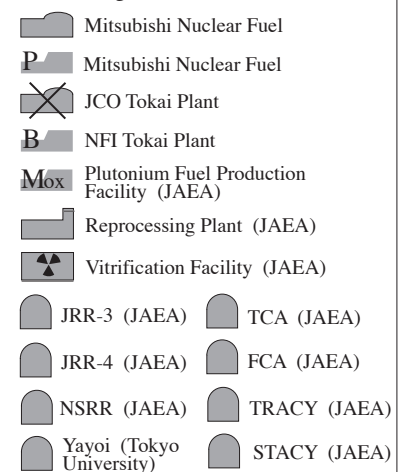 Mitsubishi Nuclear Fuel
P Mitsubishi Nuclear Fuel
JCO Tokai Plant
B NFI Tokai Plant
Mox Plutonium Fuel Production
Facility (JAEA)
Reprocessing Plant (JAEA)
Vitrification Facility (JAEA)
JRR-3 (JAEA) TCA (JAEA)
JRR-4 (JAEA) FCA (JAEA)
NSRR (JAEA) TRACY (JAEA)
Yayoi (Tokyo
University) STACY (JAEA)